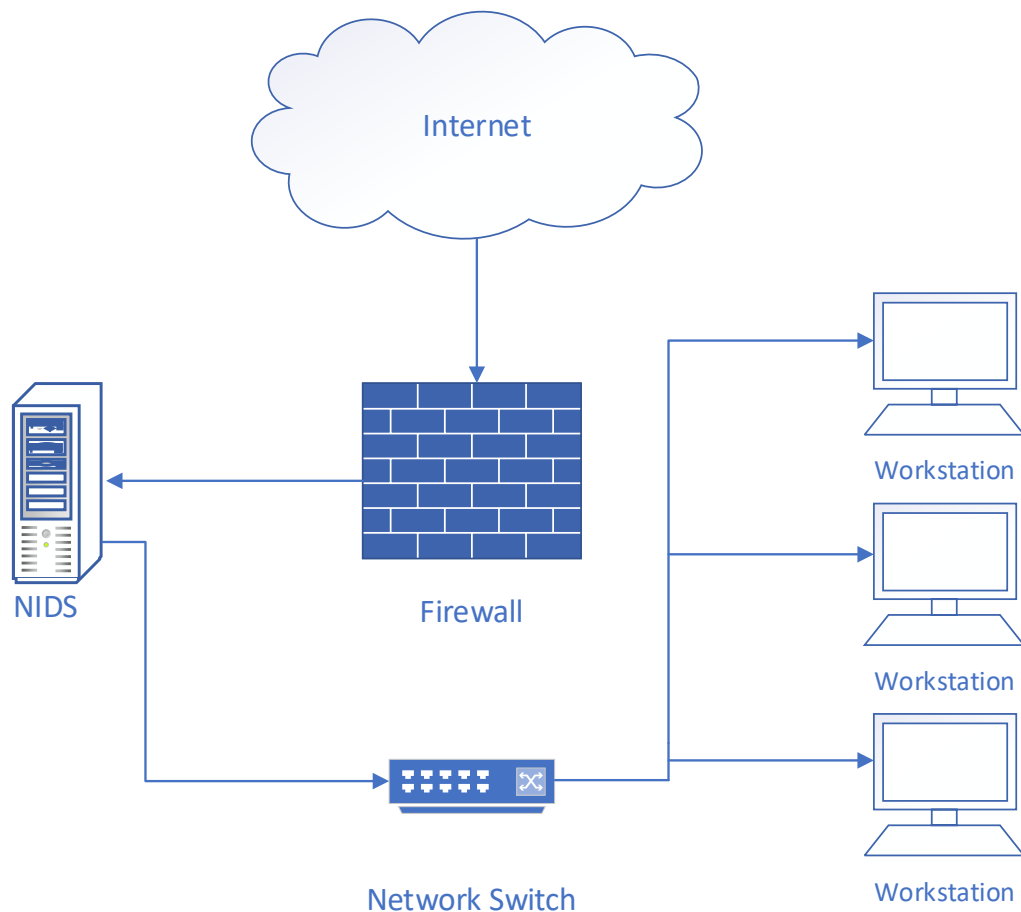 Internet
Workstation
NIDS
Firewall
Workstation
Network Switch
Workstation